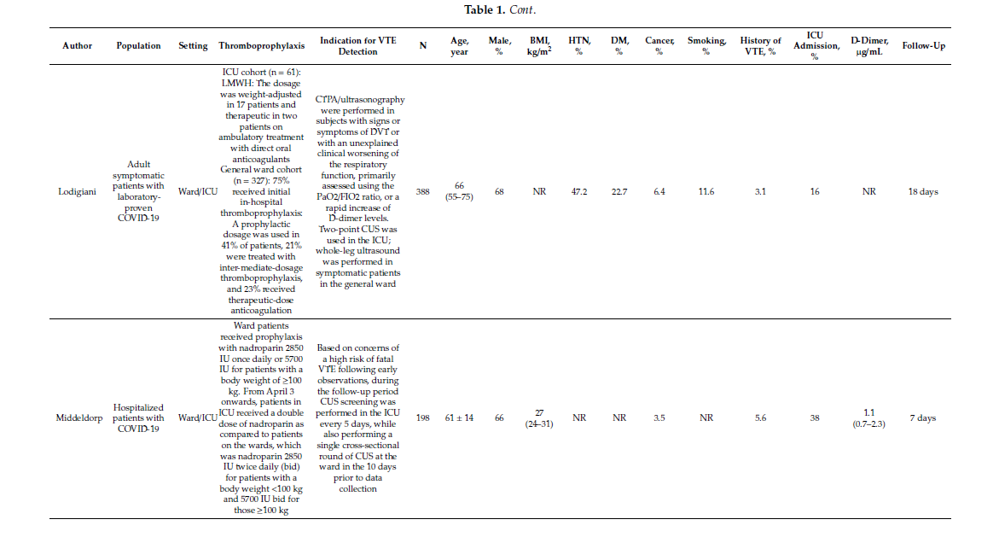 Table 1. Cont.
Author Population Setting Thromboprophylaxis Indication for VTE Detection N Age, year Male, % BMI, kg/m2 HTN, % DM, % Cancer, % Smoking, % History of VTE, % ICU Admission, % D-Dimer, µg/mL Follow-Up
Lodigiani
Adult
symptomatic
patients with
laboratory-
proven
COVID-19
Ward/ICU
ICU cohort (n = 61):
LMWH: The dosage
was weight-adjusted
in 17 patients and
therapeutic in two
patients on
ambulatory treatment
with direct oral
anticoagulants
General ward cohort
(n = 327): 75%
received initial
in-hospital
thromboprophylaxis:
A prophylactic
dosage was used in
41% of patients, 21%
were treated with
inter-mediate-dosage
thromboprophylaxis,
and 23% received
therapeutic-dose
anticoagulation
CTPA/ultrasonography
were performed in
subjects with signs or
symptoms of DVT or
with an unexplained
clinical worsening of
the respiratory
function, primarily
assessed using the
PaO2/FIO2 ratio, or a
rapid increase of
D-dimer levels.
Two-point CUS was
used in the ICU;
whole-leg ultrasound
was performed in
symptomatic patients
in the general ward
388
66
(55–75)
68
NR
47.2
22.7
6.4
11.6
3.1
16
NR
18 days
Middeldorp
Hospitalized
patients with
COVID-19
Ward/ICU
Ward patients
received prophylaxis
with nadroparin 2850
IU once daily or 5700
IU for patients with a
body weight of ≥100
kg. From April 3
onwards, patients in
ICU received a double
dose of nadroparin as
compared to patients
on the wards, which
was nadroparin 2850
IU twice daily (bid)
for patients with a
body weight <100 kg
and 5700 IU bid for
those ≥100 kg
Based on concerns of
a high risk of fatal
VTE following early
observations, during
the follow-up period
CUS screening was
performed in the ICU
every 5 days, while
also performing a
single cross-sectional
round of CUS at the
ward in the 10 days
prior to data
collection
198
61 ± 14
66
27
(24–31)
NR
NR
3.5
NR
5.6
38
1.1
(0.7–2.3)
7 days